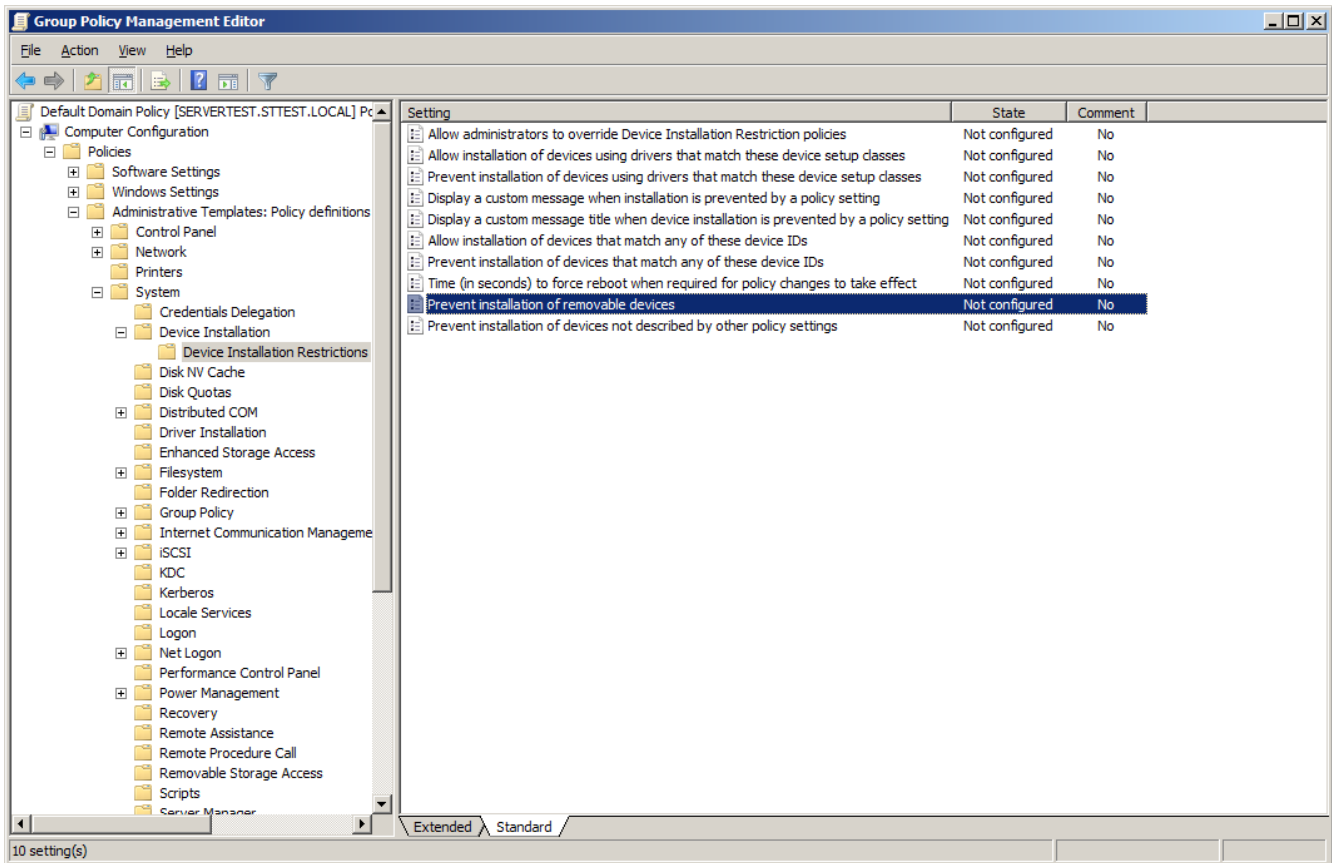 Group Policy Management Editor
File Action View Help
Default Domain Policy [SERVERTEST.STTEST.LOCAL] Pc
Computer Configuration
Policies
Software Settings
Windows Settings
Administrative Templates: Policy definitions
Control Panel
Network
Printers
System
Credentials Delegation
Device Installation
Device Installation Restrictions
Disk NV Cache
Disk Quotas
Distributed COM
Driver Installation
Enhanced Storage Access
Filesystem
Folder Redirection
Group Policy
Internet Communication Manageme
iSCSI
KDC
Kerberos
Locale Services
Logon
Net Logon
Performance Control Panel
Power Management
Recovery
Remote Assistance
Remote Procedure Call
Removable Storage Access
Scripts
Server Manager
Setting State Comment
Allow administrators to override Device Installation Restriction policies Not configured No
Allow installation of devices using drivers that match these device setup classes Not configured No
Prevent installation of devices using drivers that match these device setup classes Not configured No
Display a custom message when installation is prevented by a policy setting Not configured No
Display a custom message title when device installation is prevented by a policy setting Not configured No
Allow installation of devices that match any of these device IDs Not configured No
Prevent installation of devices that match any of these device IDs Not configured No
Time (in seconds) to force reboot when required for policy changes to take effect Not configured No
Prevent installation of removable devices Not configured No
Prevent installation of devices not described by other policy settings Not configured No
Extended Standard
10 setting(s)